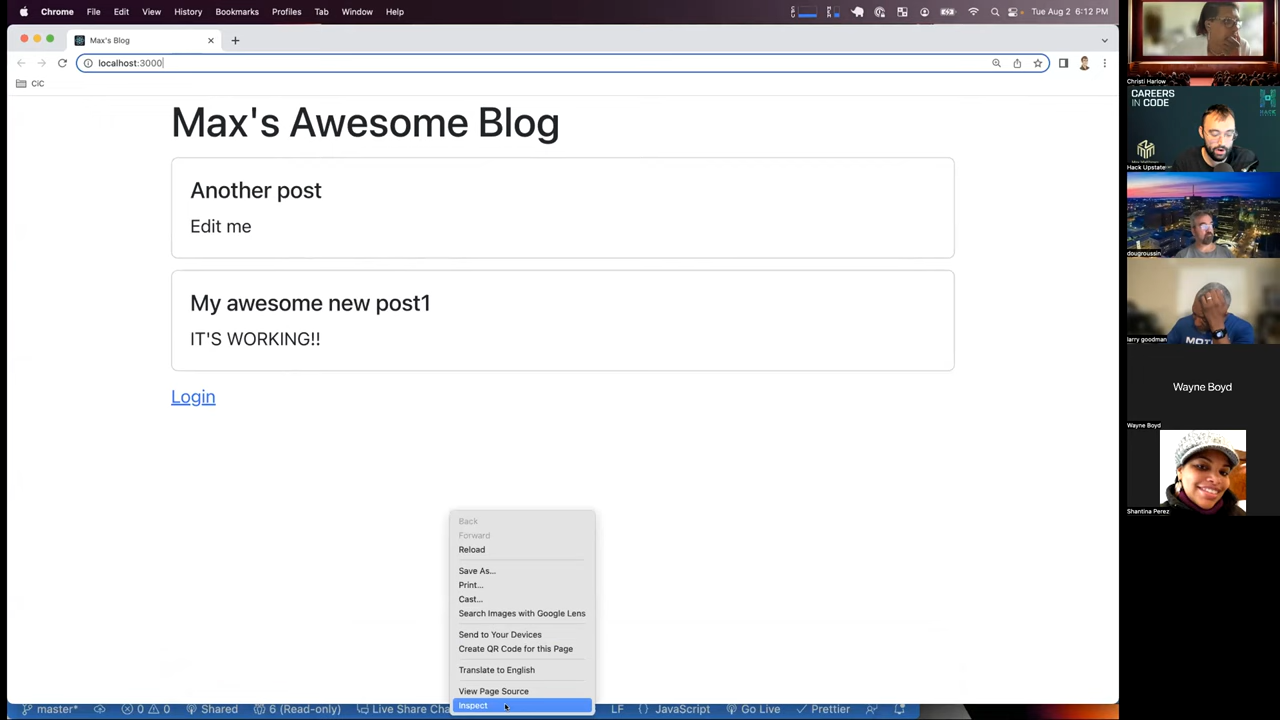 Chrome File Edit View History Bookmarks Profiles Tab Window Help
Tue Aug 2 6:12 PM
Max's Blog
localhost:3000
CiC
Max's Awesome Blog
Another post
Edit me
My awesome new post1
IT'S WORKING!!
Login
Back
Forward
Reload
Save As...
Print...
Cast...
Search Images with Google Lens
Send to Your Devices
Create QR Code for this Page
Translate to English
View Page Source
Inspect
master* 0 0 Shared 6 (Read-only) Live Share LF JavaScript Go Live Prettier
Christi Harlow
CAREERS
IN CODE
HACK
Hack Upstate
dougroussin
larry goodman
Wayne Boyd
Wayne Boyd
Shantina Perez